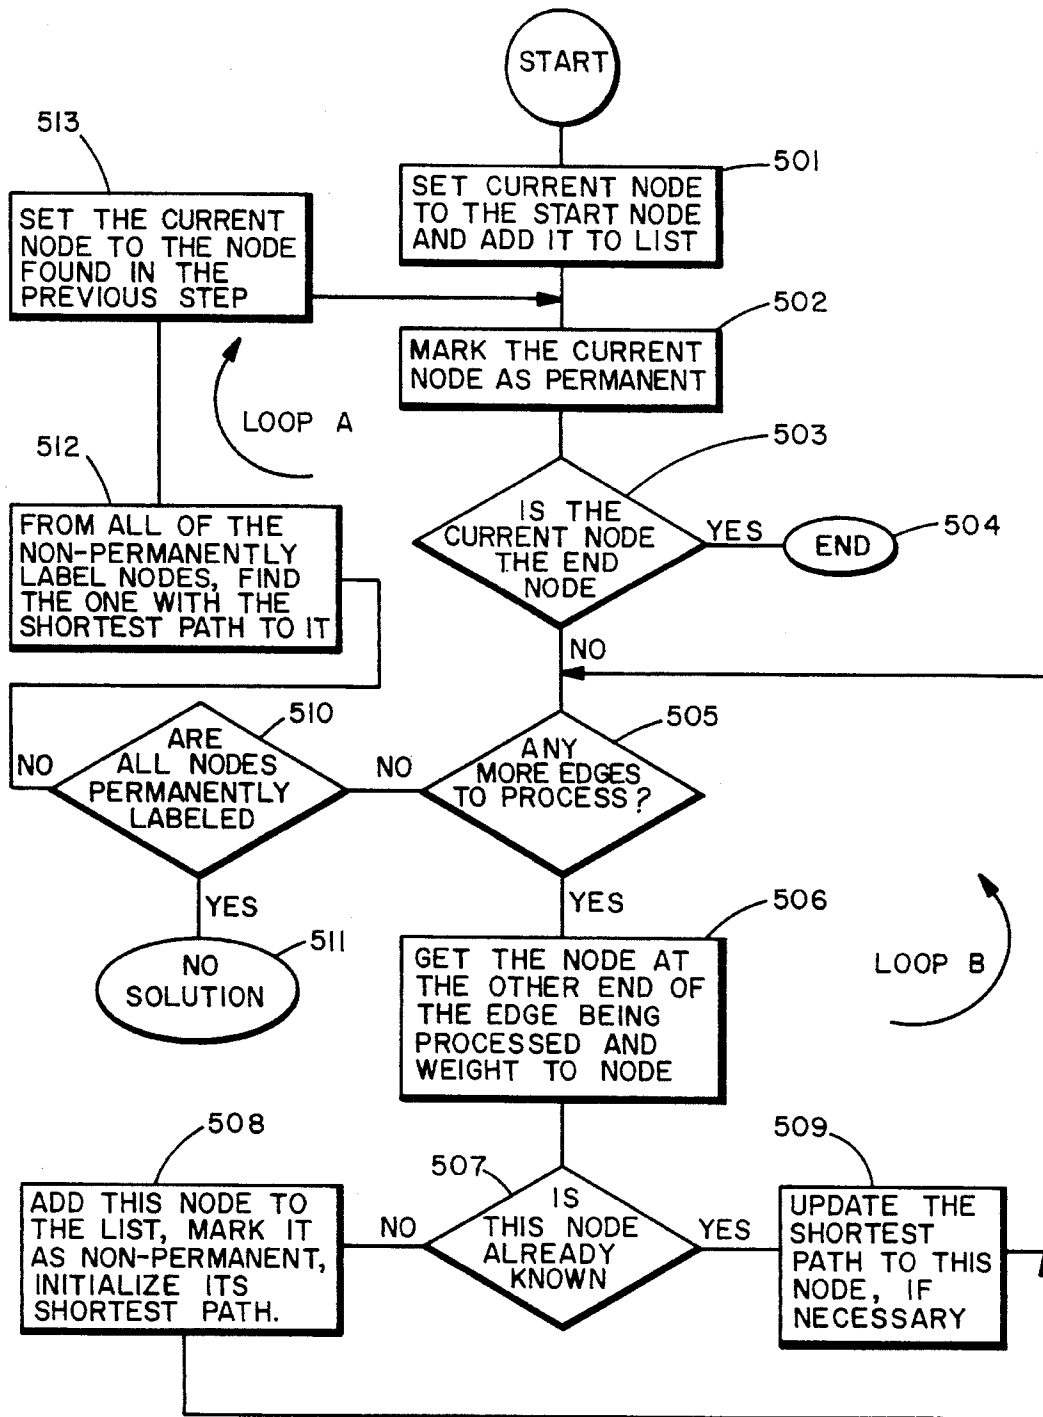 START
513
501
SET CURRENT NODE
TO THE START NODE
AND ADD IT TO LIST
SET THE CURRENT
NODE TO THE NODE
FOUND IN THE
PREVIOUS STEP
502
MARK THE CURRENT
NODE AS PERMANENT
LOOP A
503
512
IS THE
CURRENT NODE
THE END
NODE
YES
END
504
FROM ALL OF THE
NON-PERMANENTLY
LABEL NODES, FIND
THE ONE WITH THE
SHORTEST PATH TO IT
NO
510
505
ARE
ALL NODES
PERMANENTLY
LABELED
NO
NO
ANY
MORE EDGES
TO PROCESS?
YES
YES
506
511
NO
SOLUTION
GET THE NODE AT
THE OTHER END OF
THE EDGE BEING
PROCESSED AND
WEIGHT TO NODE
LOOP B
508
507
509
ADD THIS NODE TO
THE LIST, MARK IT
AS NON-PERMANENT,
INITIALIZE ITS
SHORTEST PATH.
NO
IS
THIS NODE
ALREADY
KNOWN
YES
UPDATE THE
SHORTEST
PATH TO THIS
NODE, IF
NECESSARY